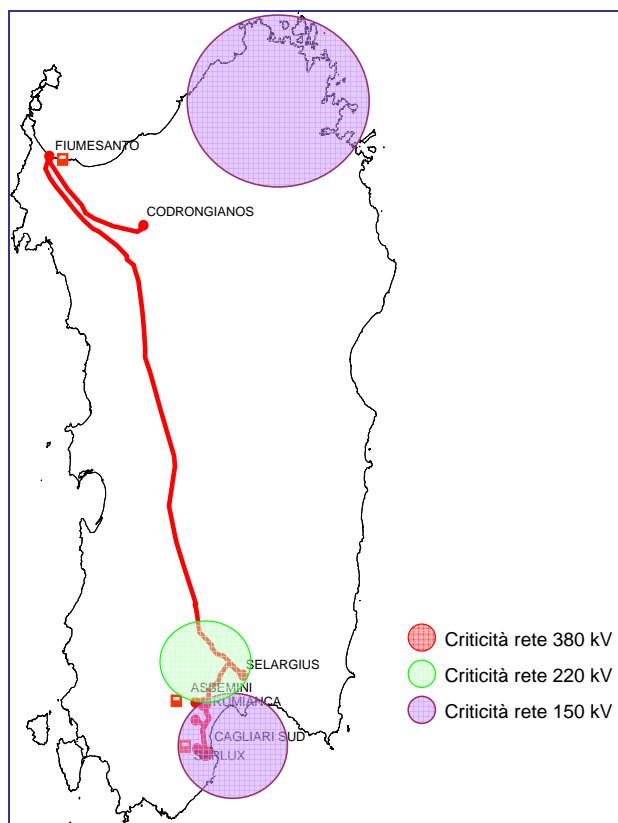 FIUMESANTO
CODRONGIANOS
SELARGIUS
ASSEMINI
RUMIANCA
CAGLIARI SUD
SARLUX
Criticità rete 380 kV
Criticità rete 220 kV
Criticità rete 150 kV